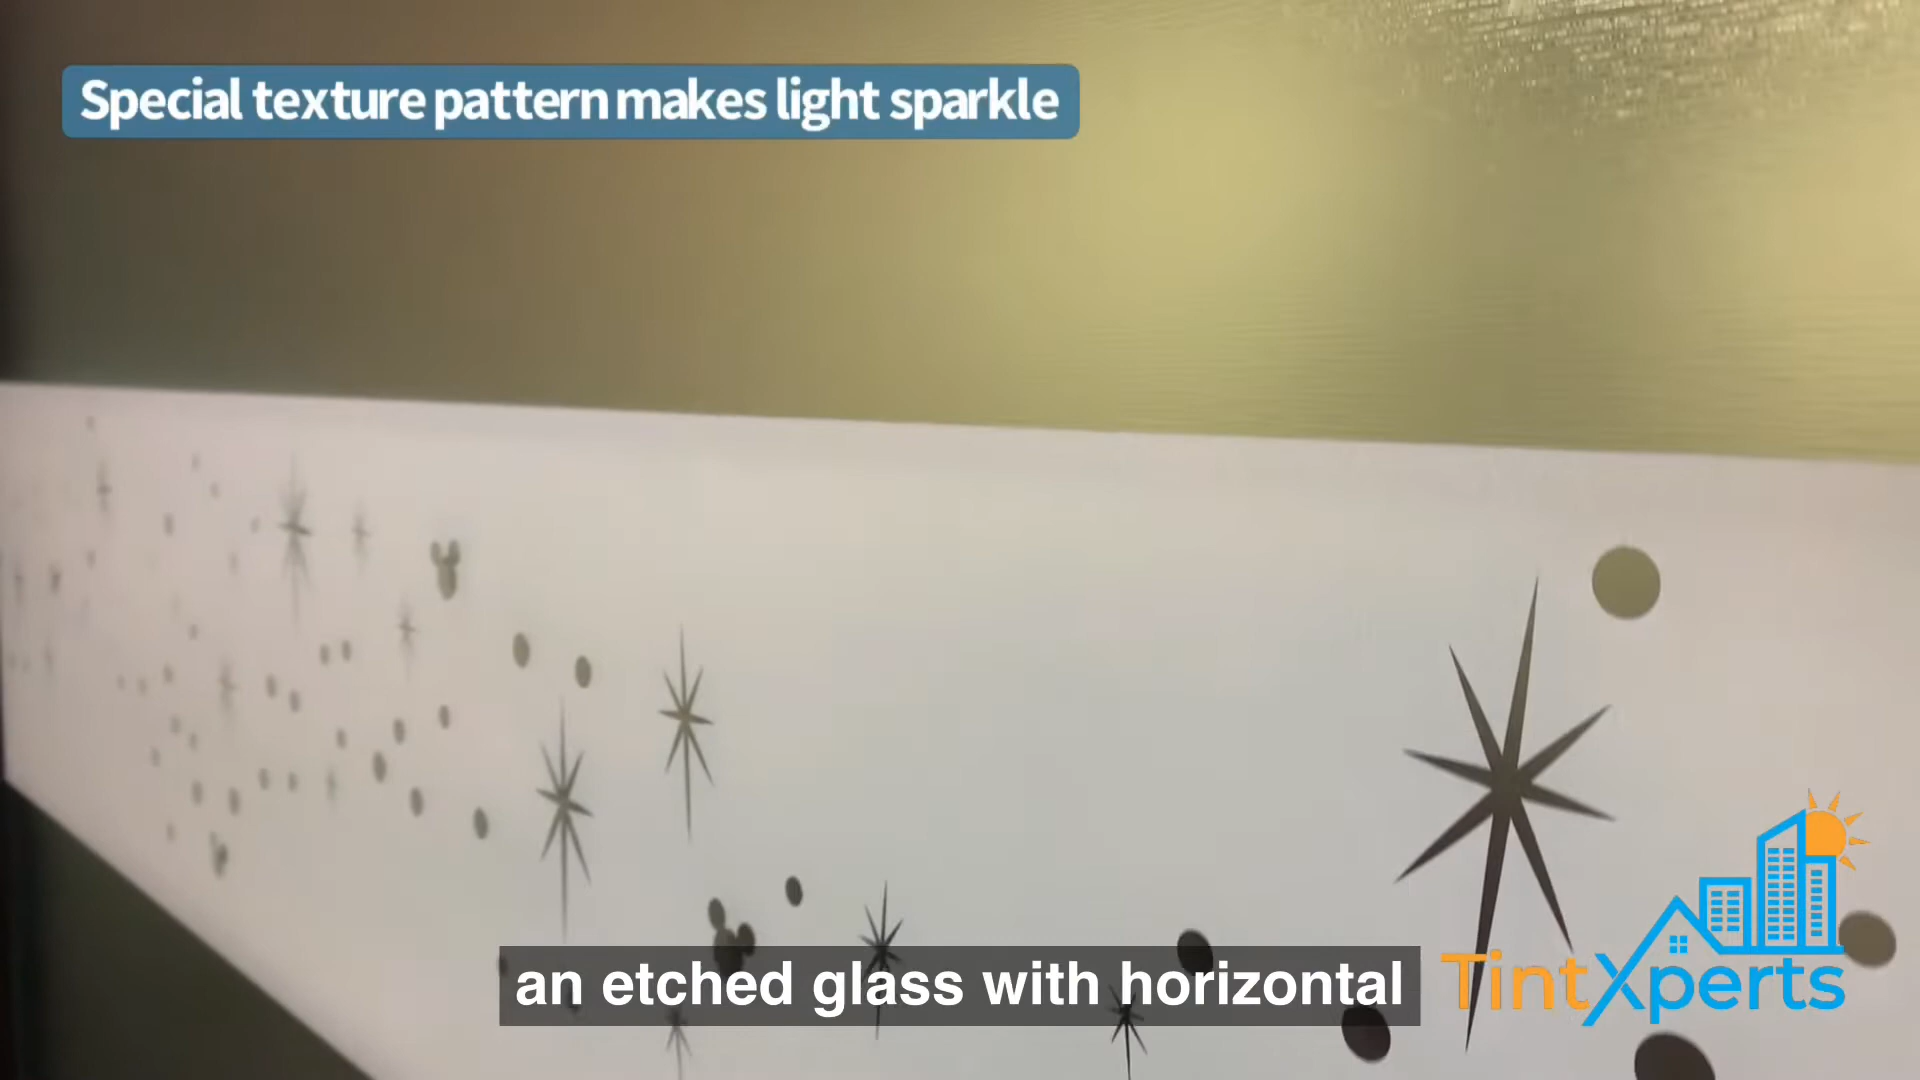 Special texture pattern makes light sparkle
an etched glass with horizontal
TintXperts